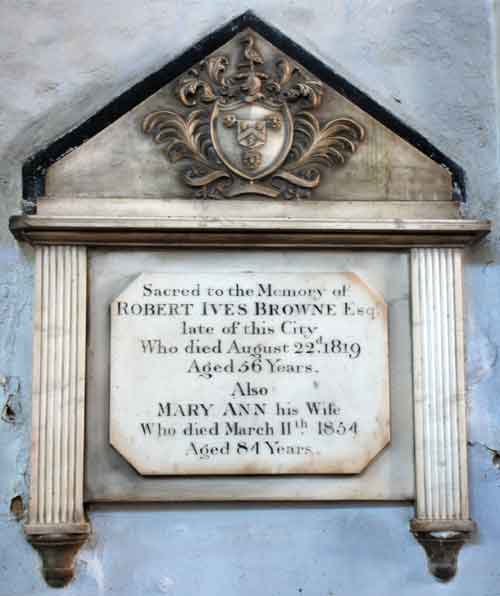 Sacred to the Memory of
ROBERT IVES BROWNE Esq.
late of this City
Who died August 22d. 1819
Aged 56 Years.
Also
MARY ANN his Wife
Who died March 11th 1854
Aged 84 Years.